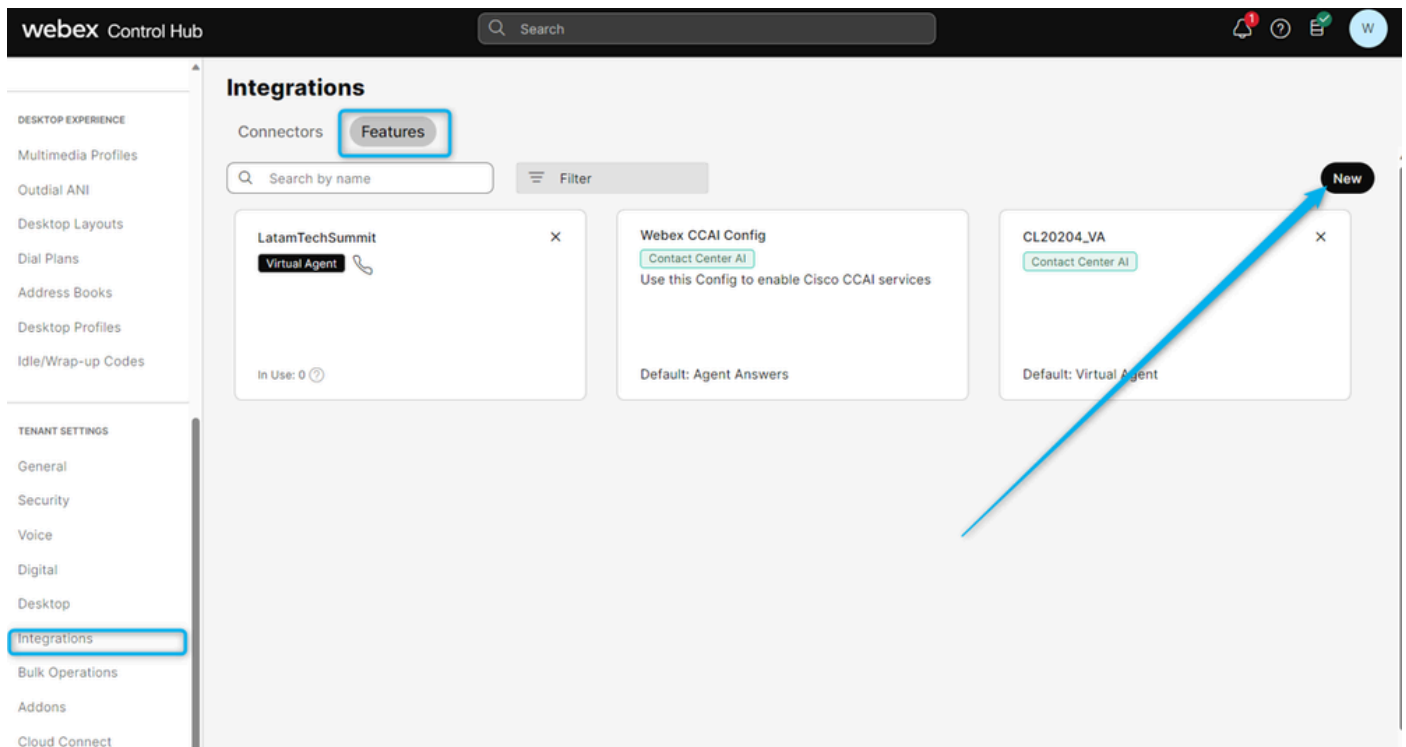 webex Control Hub
Search
1
W
DESKTOP EXPERIENCE
Multimedia Profiles
Outdial ANI
Desktop Layouts
Dial Plans
Address Books
Desktop Profiles
Idle/Wrap-up Codes
TENANT SETTINGS
General
Security
Voice
Digital
Desktop
Integrations
Bulk Operations
Addons
Cloud Connect
Integrations
Connectors
Features
Search by name
Filter
New
LatamTechSummit
Virtual Agent
In Use: 0
Webex CCAI Config
Contact Center AI
Use this Config to enable Cisco CCAI services
Default: Agent Answers
CL20204_VA
Contact Center AI
Default: Virtual Agent